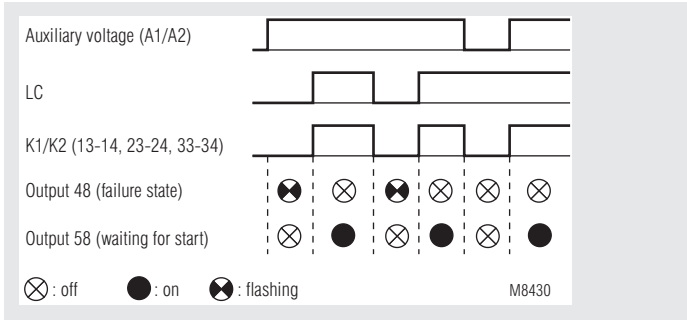 Auxiliary voltage (A1/A2)
LC
K1/K2 (13-14, 23-24, 33-34)
Output 48 (failure state)
Output 58 (waiting for start)
: off : on : flashing
M8430